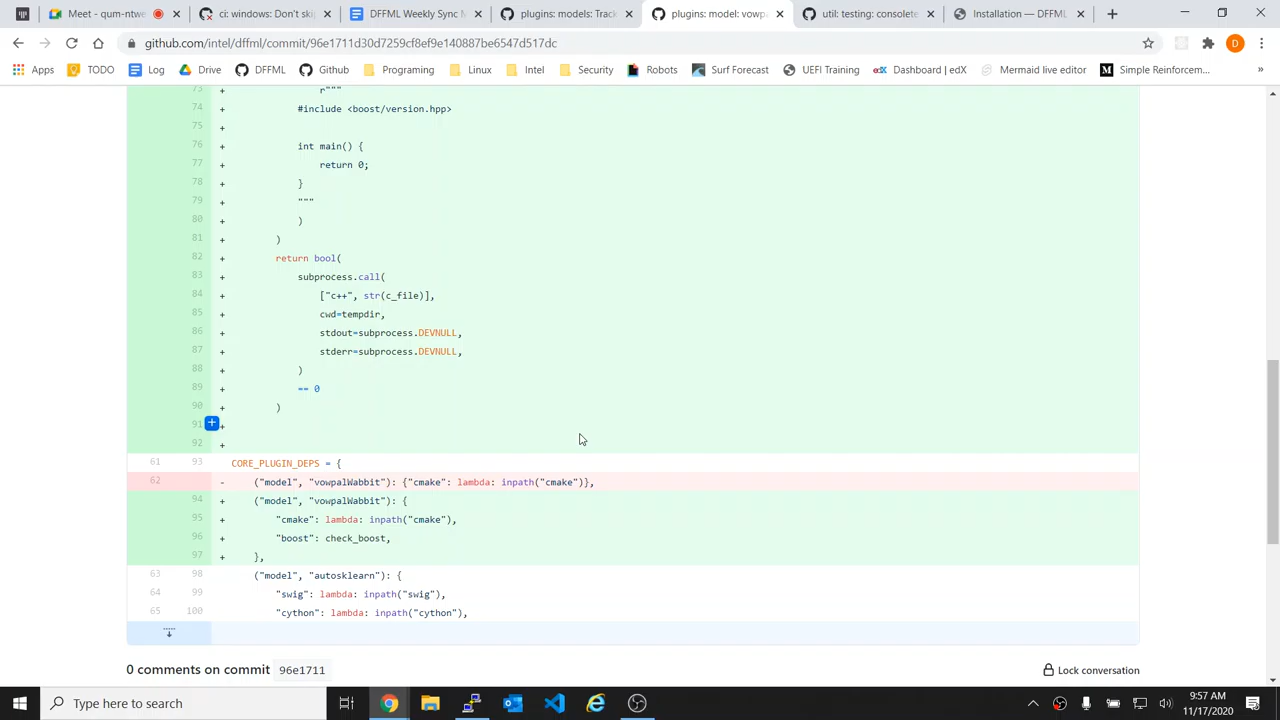 Meet - qum-ntwe
ci: windows: Don't ski
DFFML Weekly Sync M
plugins: models: Track
plugins: model: vowp
util: testing: consolete
Installation — DFFML
github.com/intel/dffml/commit/96e1711d30d7259cf8ef9e140887be6547d517dc
D
Apps
TODO
Log
Drive
DFFML
Github
Programing
Linux
Intel
Security
Robots
Surf Forecast
UEFI Training
Dashboard | edX
Mermaid live editor
Simple Reinforcem...
»
73 + r"""
74 + #include <boost/version.hpp>
75 +
76 + int main() {
77 + return 0;
78 + }
79 + """
80 + )
81 + )
82 + return bool(
83 + subprocess.call(
84 + ["c++", str(c_file)],
85 + cwd=tempdir,
86 + stdout=subprocess.DEVNULL,
87 + stderr=subprocess.DEVNULL,
88 + )
89 + == 0
90 + )
91 +
92 +
61 93 CORE_PLUGIN_DEPS = {
62 - ("model", "vowpalWabbit"): {"cmake": lambda: inpath("cmake")},
94 + ("model", "vowpalWabbit"): {
95 + "cmake": lambda: inpath("cmake"),
96 + "boost": check_boost,
97 + },
63 98 ("model", "autosklearn"): {
64 99 "swig": lambda: inpath("swig"),
65 100 "cython": lambda: inpath("cython"),
0 comments on commit 96e1711
Lock conversation
Type here to search
9:57 AM
11/17/2020